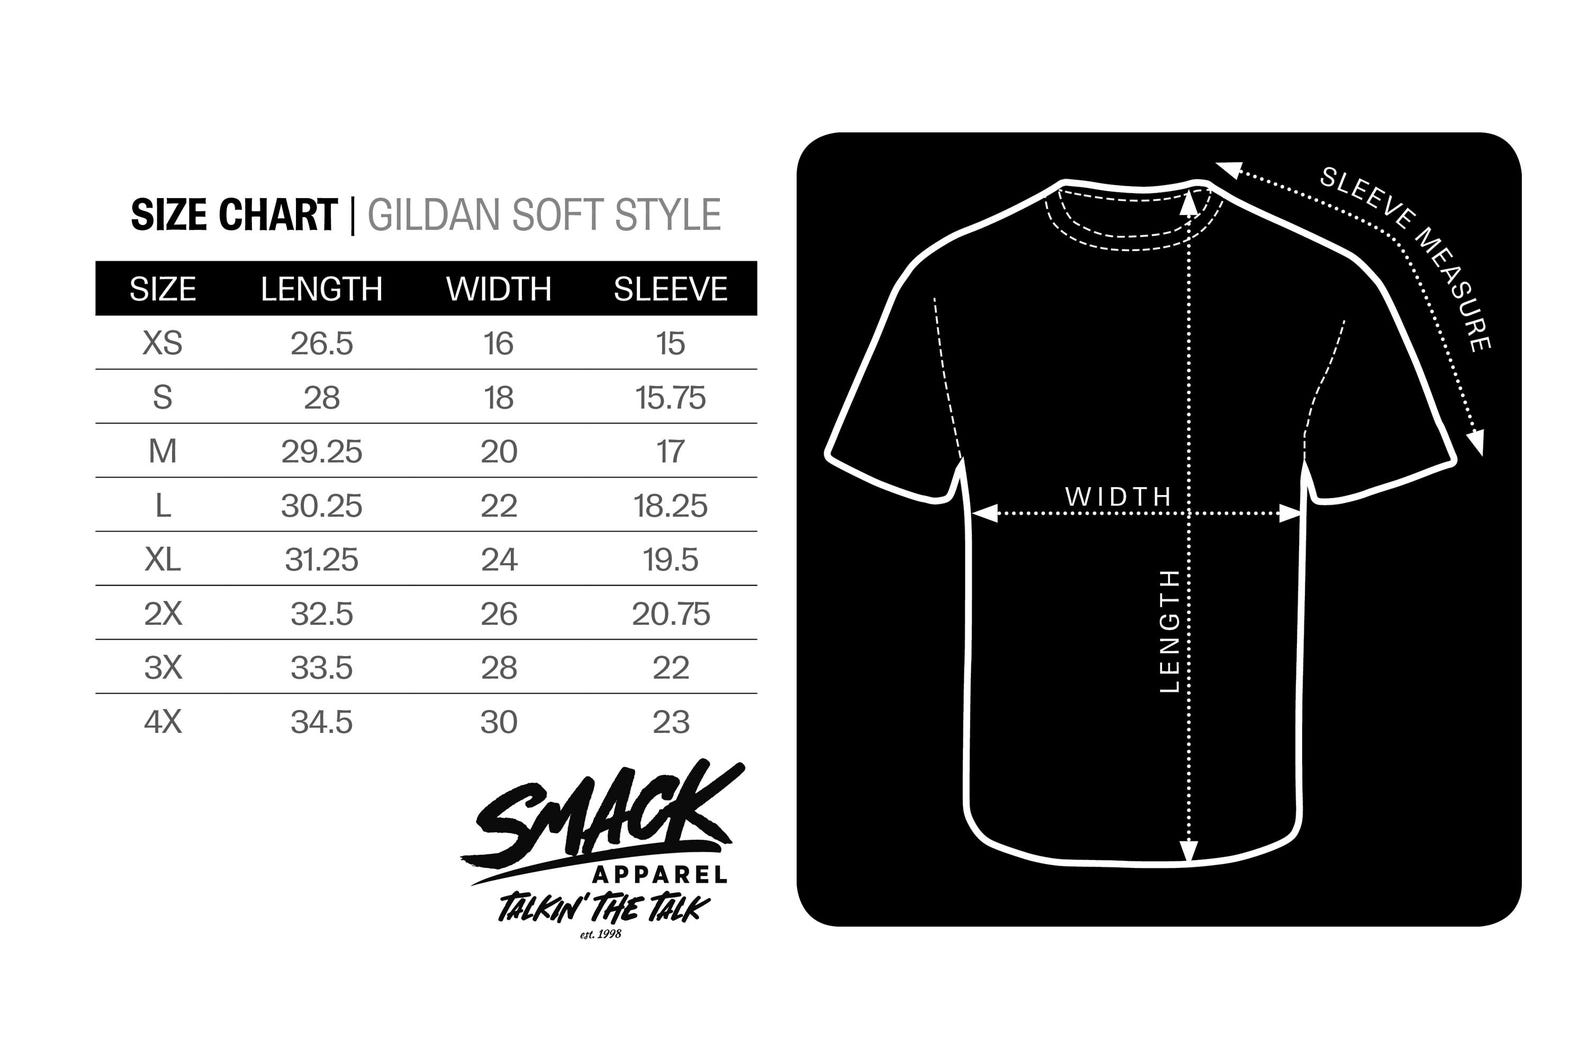 SIZE CHART | GILDAN SOFT STYLE
SIZE LENGTH WIDTH SLEEVE
XS 26.5 16 15
S 28 18 15.75
M 29.25 20 17
L 30.25 22 18.25
XL 31.25 24 19.5
2X 32.5 26 20.75
3X 33.5 28 22
4X 34.5 30 23
SMACK
APPAREL
TALKIN' THE TALK
est. 1998
SLEEVE MEASURE
WIDTH
LENGTH